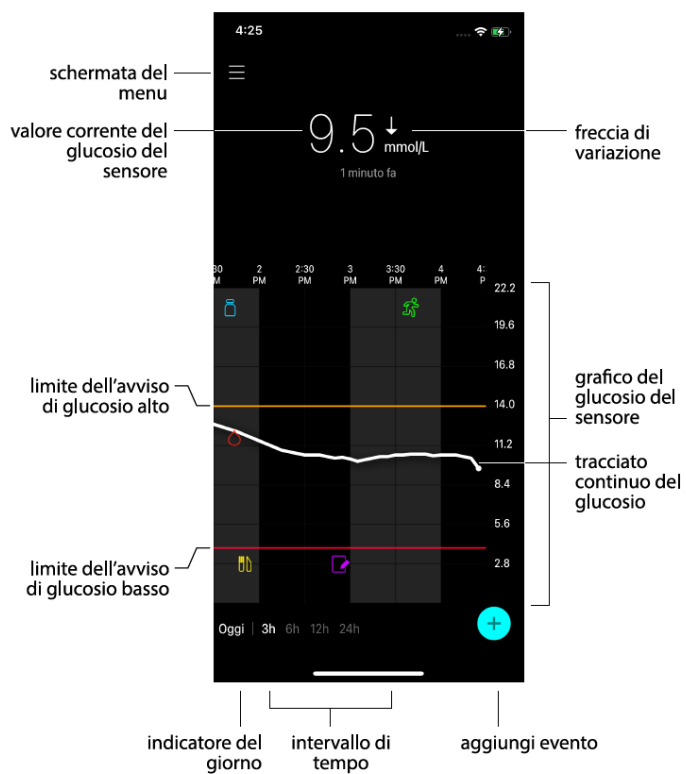 4:25
schermata del
menu
valore corrente del
glucosio del
sensore
9.5
mmol/L
1 minuto fa
freccia di
variazione
30 2 2:30 3 3:30 4 4:
M PM PM PM PM PM P
22.2
19.6
16.8
14.0
11.2
8.4
5.6
2.8
limite dell'avviso
di glucosio alto
grafico del
glucosio del
sensore
tracciato
continuo del
glucosio
limite dell'avviso
di glucosio basso
Oggi 3h 6h 12h 24h
+
indicatore del
giorno
intervallo di
tempo
aggiungi evento